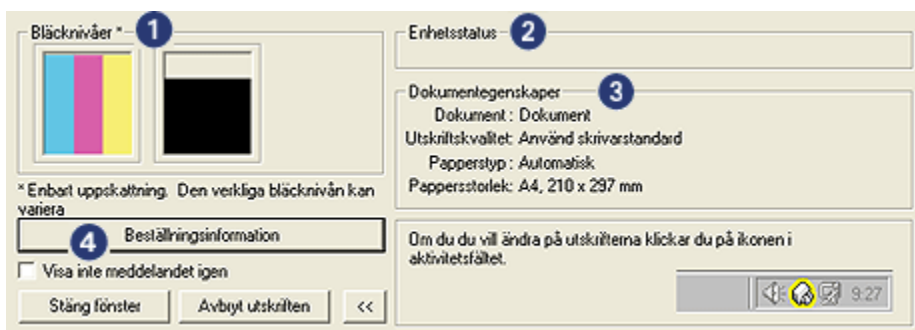 Bläcknivåer *
1
* Enbart uppskattning. Den verkliga bläcknivån kan
variera
Beställningsinformation
4
Visa inte meddelandet igen
Stäng fönster
Avbryt utskriften
<<
Enhetsstatus
2
Dokumentegenskaper
3
Dokument : Dokument
Utskriftskvalitet: Använd skrivarstandard
Papperstyp : Automatisk
Pappersstorlek: A4, 210 x 297 mm
Om du du vill ändra på utskrifterna klickar du på ikonen i
aktivitetsfältet.
9:27